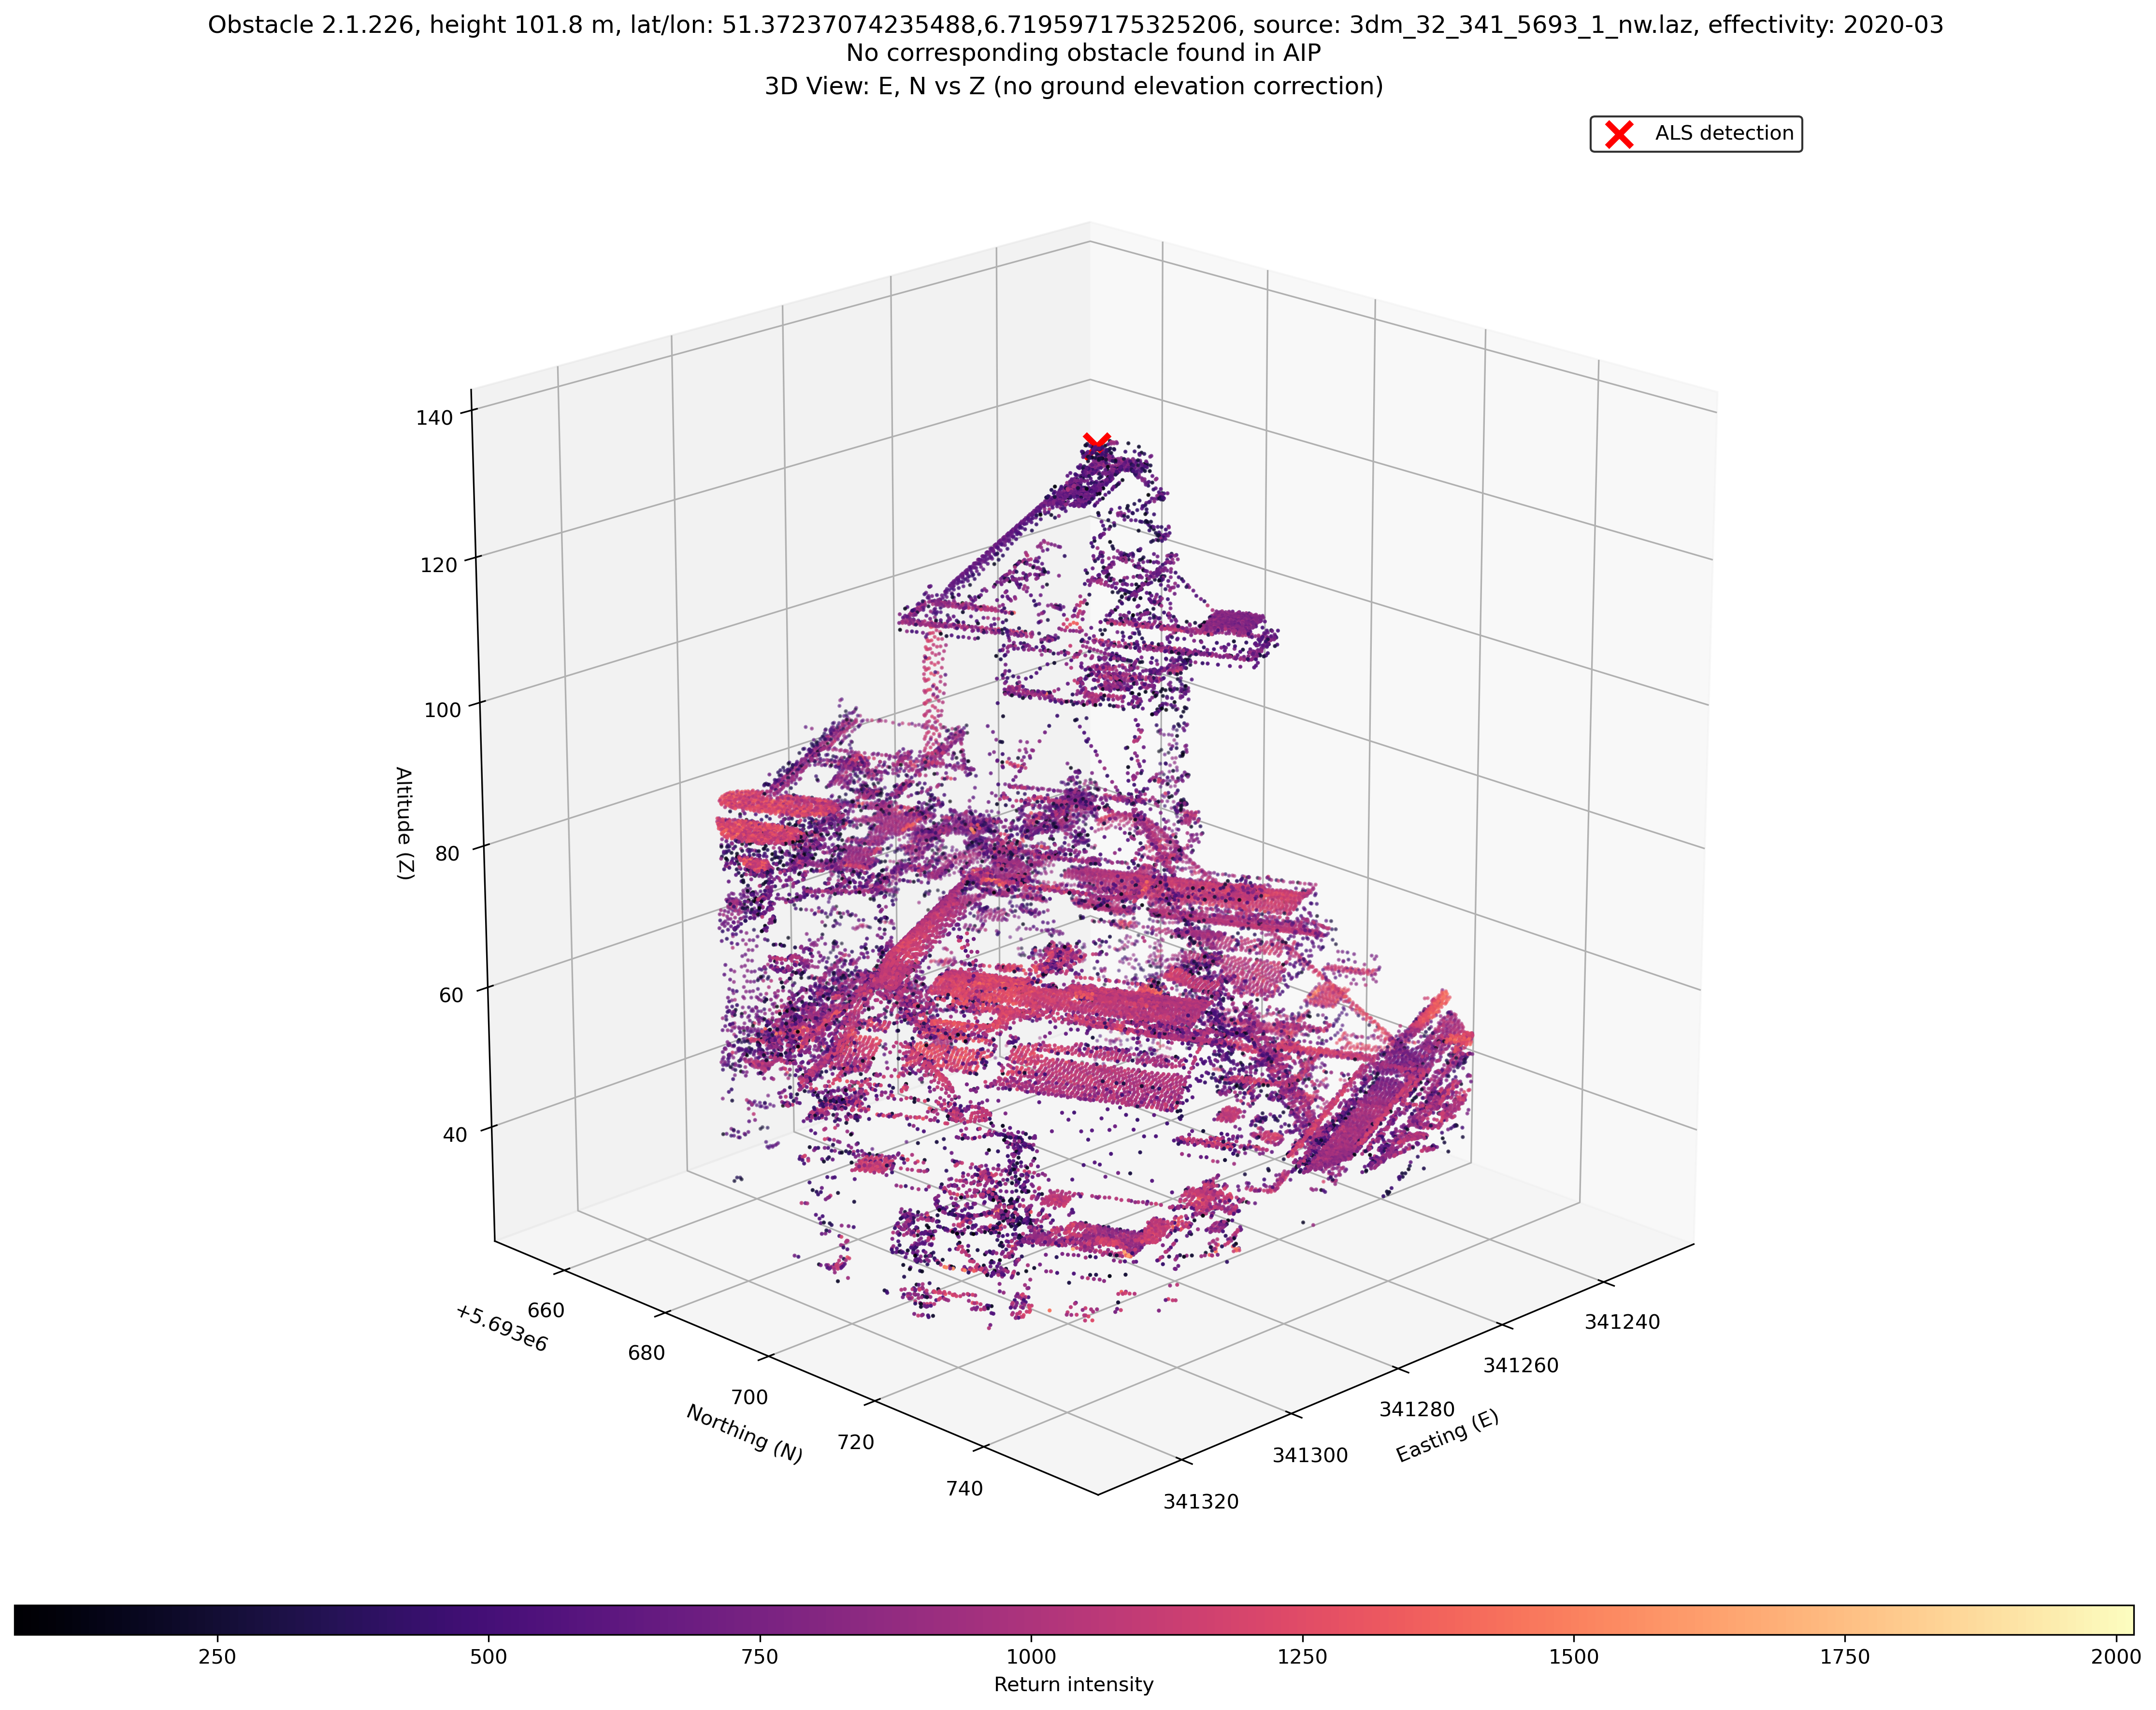 Obstacle 2.1.226, height 101.8 m, lat/lon: 51.37237074235488,6.719597175325206, source: 3dm_32_341_5693_1_nw.laz, effectivity: 2020-03
No corresponding obstacle found in AIP
3D View: E, N vs Z (no ground elevation correction)
ALS detection
140
120
100
80
60
40
Altitude (Z)
+5.693e6
660
680
700
720
740
Northing (N)
341320
341300
341280
341260
341240
Easting (E)
250 500 750 1000 1250 1500 1750 2000
Return intensity